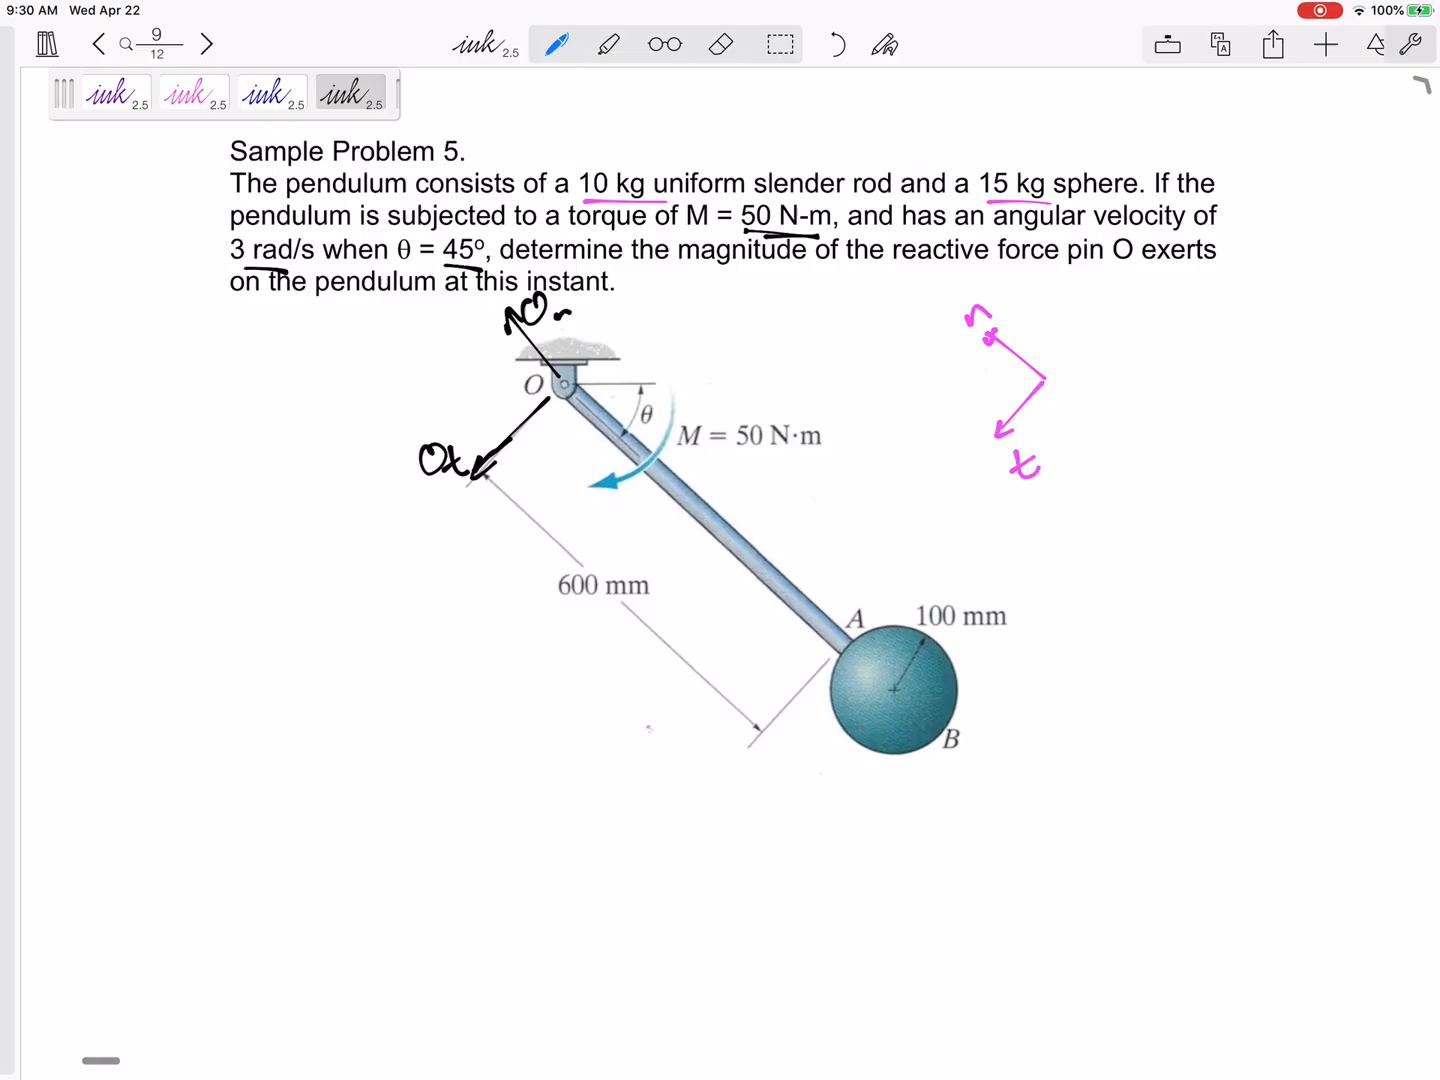 9:30 AM Wed Apr 22
100%
9
12
ink 2.5
ink 2.5
ink 2.5
ink 2.5
ink 2.5
Sample Problem 5.
The pendulum consists of a 10 kg uniform slender rod and a 15 kg sphere. If the
pendulum is subjected to a torque of M = 50 N-m, and has an angular velocity of
3 rad/s when θ = 45º, determine the magnitude of the reactive force pin O exerts
on the pendulum at this instant.
On
n
O
θ
M = 50 N·m
Ot
t
600 mm
A
100 mm
B